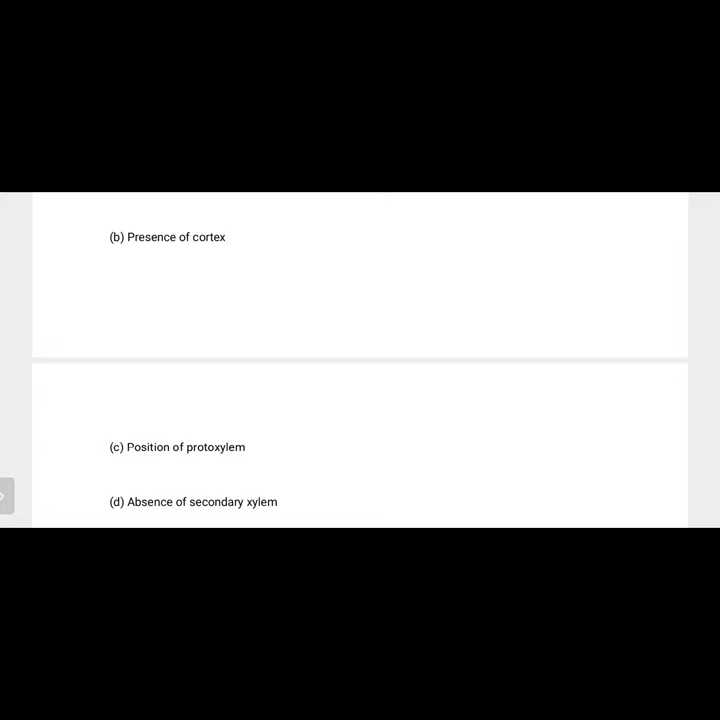 (b) Presence of cortex
(c) Position of protoxylem
(d) Absence of secondary xylem